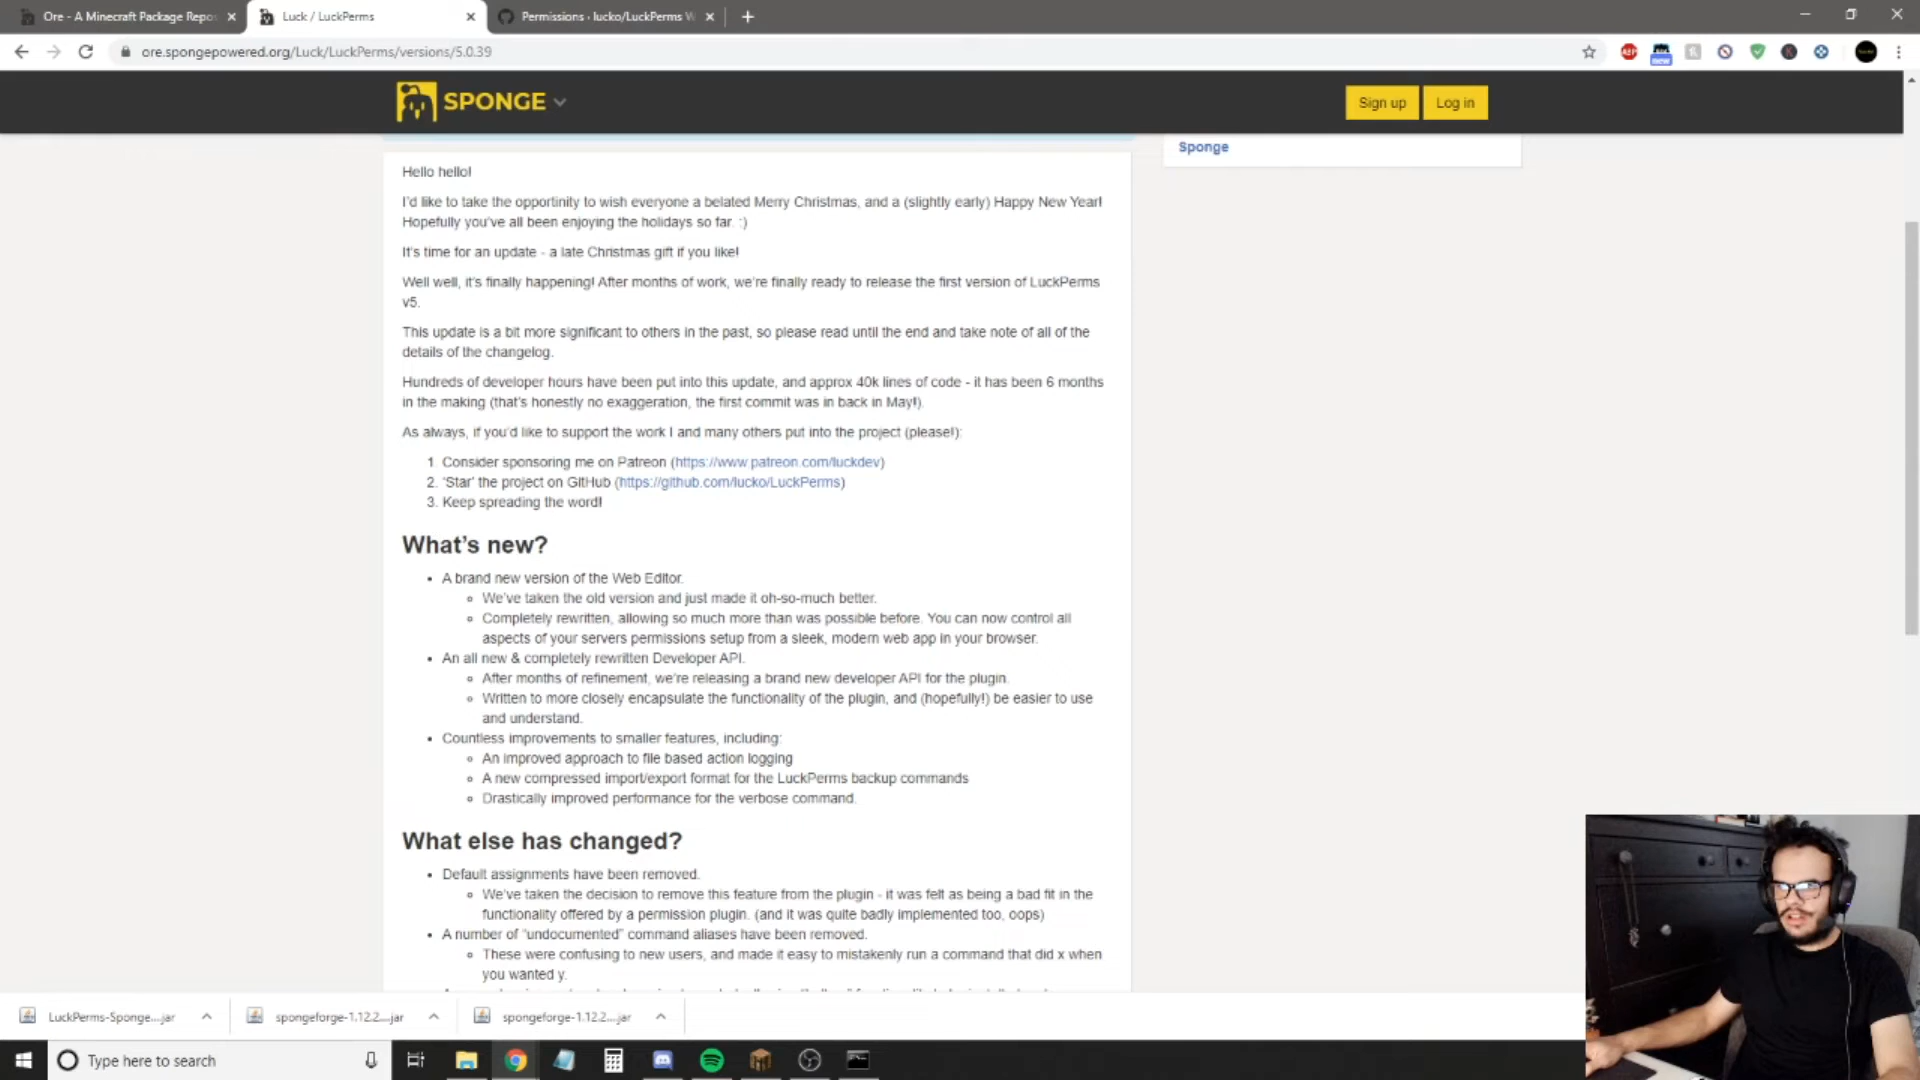 Ore - A Minecraft Package Repo
Luck / LuckPerms
Permissions · lucko/LuckPerms W
ore.spongepowered.org/Luck/LuckPerms/versions/5.0.39
ABP
new
SPONGE
Sign up
Log in
Sponge
Hello hello!
I'd like to take the opportunity to wish everyone a belated Merry Christmas, and a (slightly early) Happy New Year!
Hopefully you've all been enjoying the holidays so far. :)
It's time for an update - a late Christmas gift if you like!
Well well, it's finally happening! After months of work, we're finally ready to release the first version of LuckPerms
v5.
This update is a bit more significant to others in the past, so please read until the end and take note of all of the
details of the changelog.
Hundreds of developer hours have been put into this update, and approx 40k lines of code - it has been 6 months
in the making (that's honestly no exaggeration, the first commit was in back in May!).
As always, if you'd like to support the work I and many others put into the project (please!):
1. Consider sponsoring me on Patreon (https://www.patreon.com/luckdev)
2. 'Star' the project on GitHub (https://github.com/lucko/LuckPerms)
3. Keep spreading the word!
What's new?
• A brand new version of the Web Editor.
◦ We've taken the old version and just made it oh-so-much better.
◦ Completely rewritten, allowing so much more than was possible before. You can now control all
aspects of your servers permissions setup from a sleek, modern web app in your browser.
• An all new & completely rewritten Developer API.
◦ After months of refinement, we're releasing a brand new developer API for the plugin.
◦ Written to more closely encapsulate the functionality of the plugin, and (hopefully!) be easier to use
and understand.
• Countless improvements to smaller features, including:
◦ An improved approach to file based action logging
◦ A new compressed import/export format for the LuckPerms backup commands
◦ Drastically improved performance for the verbose command.
What else has changed?
• Default assignments have been removed.
◦ We've taken the decision to remove this feature from the plugin - it was felt as being a bad fit in the
functionality offered by a permission plugin. (and it was quite badly implemented too, oops)
• A number of "undocumented" command aliases have been removed.
◦ These were confusing to new users, and made it easy to mistakenly run a command that did x when
you wanted y.
LuckPerms-Sponge....jar
spongeforge-1.12.2....jar
spongeforge-1.12.2....jar
Type here to search